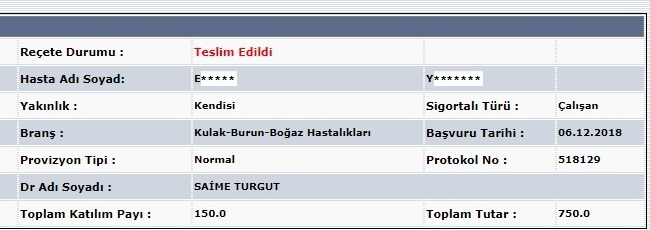 Reçete Durumu : Teslim Edildi
Hasta Adı Soyad: E***** Y*******
Yakınlık : Kendisi Sigortalı Türü : Çalışan
Branş : Kulak-Burun-Boğaz Hastalıkları Başvuru Tarihi : 06.12.2018
Provizyon Tipi : Normal Protokol No : 518129
Dr Adı Soyadı : SAİME TURGUT
Toplam Katılım Payı : 150.0 Toplam Tutar : 750.0